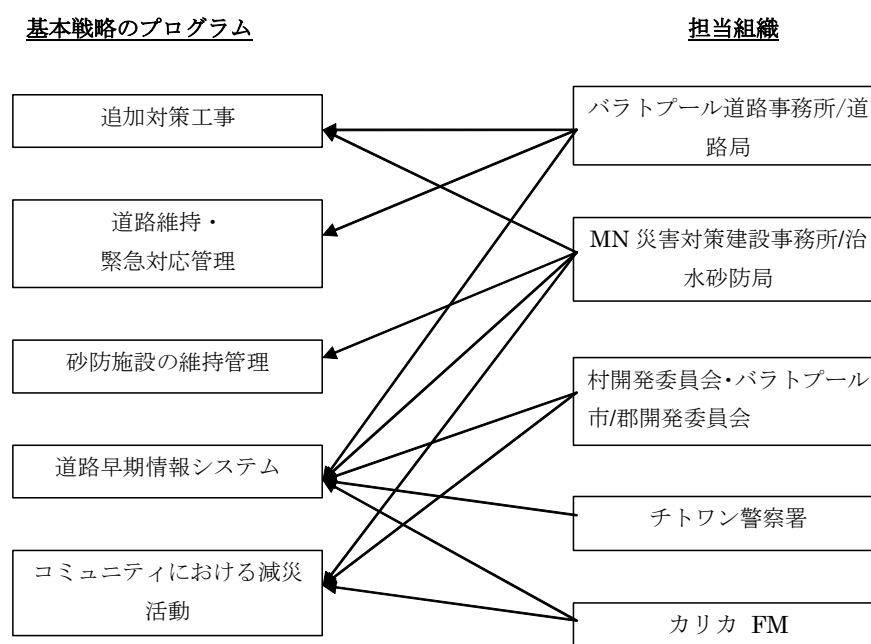 基本戦略のプログラム
担当組織
追加対策工事
道路維持・
緊急対応管理
砂防施設の維持管理
道路早期情報システム
コミュニティにおける減災
活動
バラトプール道路事務所/道
路局
MN 災害対策建設事務所/治
水砂防局
村開発委員会・バラトプール
市/郡開発委員会
チトワン警察署
カリカ FM